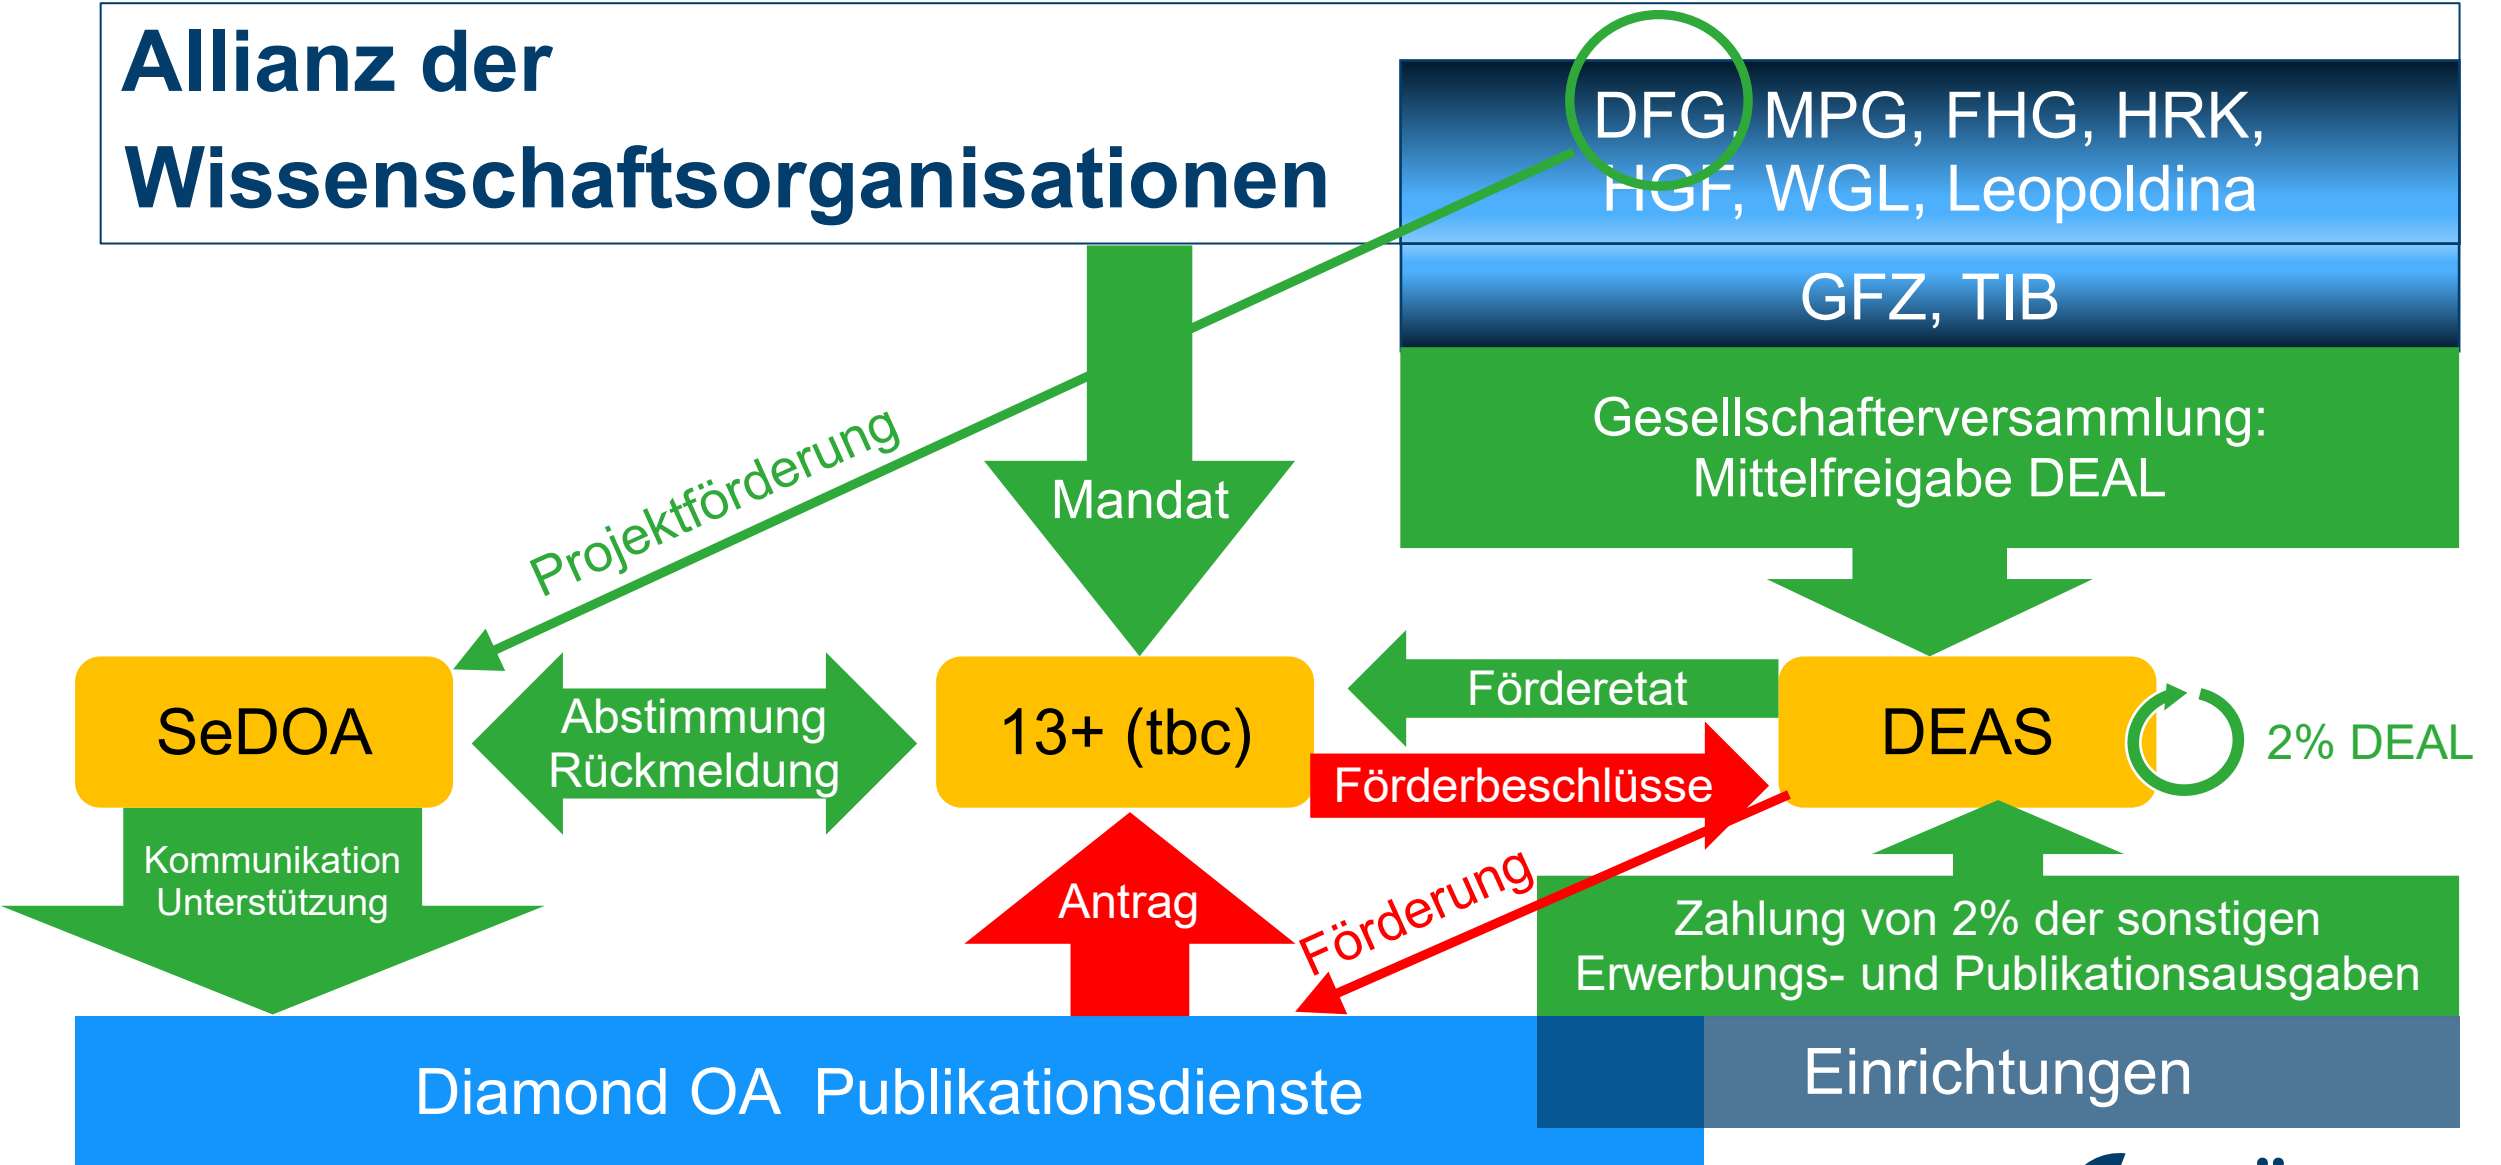 Allianz der
Wissenschaftsorganisationen
DFG, MPG, FHG, HRK,
HGF, WGL, Leopoldina
GFZ, TIB
Gesellschafterversammlung:
Mittelfreigabe DEAL
Projektförderung
Mandat
SeDOA
Abstimmung
Rückmeldung
13+ (tbc)
Förderetat
Förderbeschlüsse
DEAS
2% DEAL
Kommunikation
Unterstützung
Antrag
Förderung
Zahlung von 2% der sonstigen
Erwerbungs- und Publikationsausgaben
Diamond OA Publikationsdienste
Einrichtungen